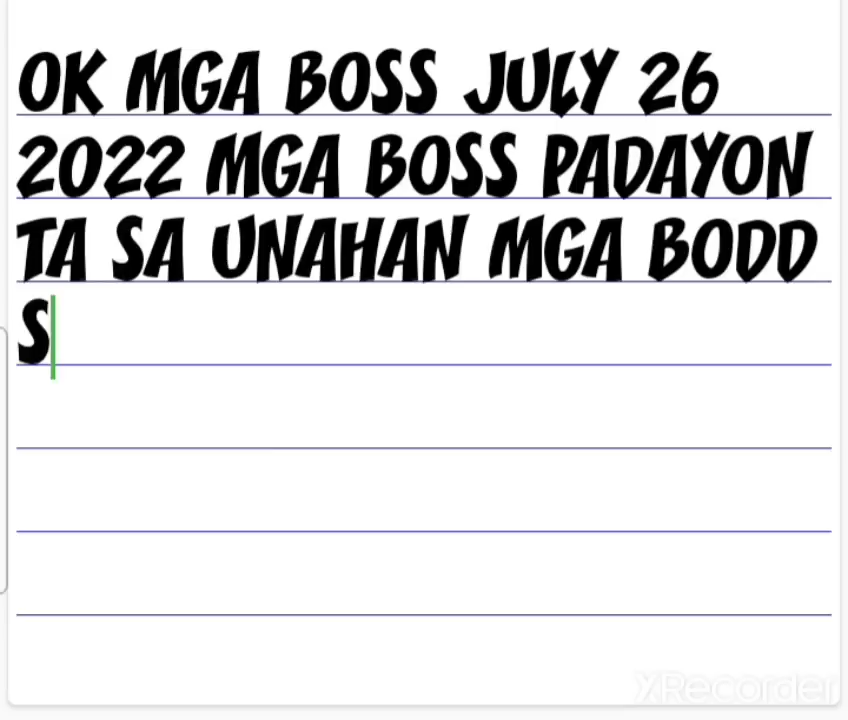 OK MGA BOSS JULY 26
2022 MGA BOSS PADAYON
TA SA UNAHAN MGA BODD
S
XRecorder